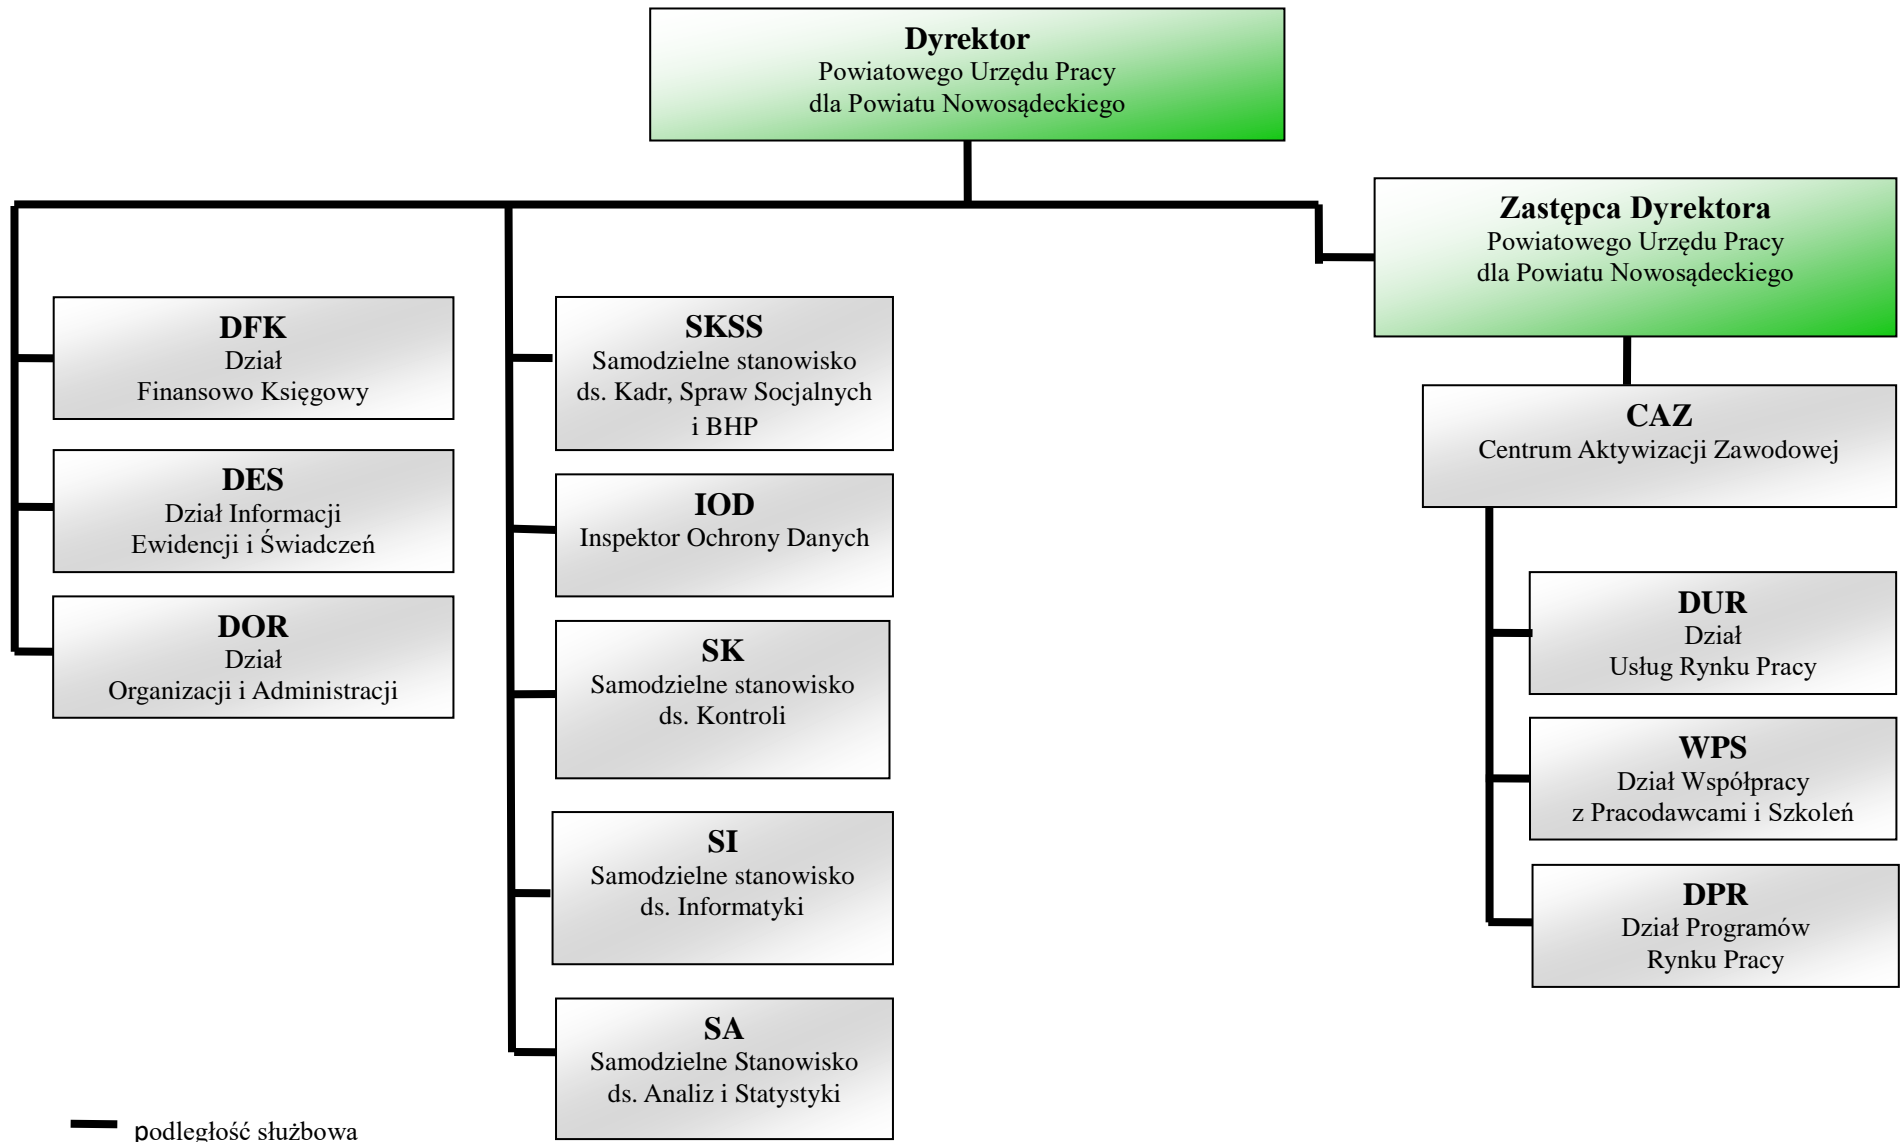 Dyrektor
Powiatowego Urzędu Pracy
dla Powiatu Nowosądeckiego
Zastępca Dyrektora
Powiatowego Urzędu Pracy
dla Powiatu Nowosądeckiego
DFK
Dział
Finansowo Księgowy
DES
Dział Informacji
Ewidencji i Świadczeń
DOR
Dział
Organizacji i Administracji
SKSS
Samodzielne stanowisko
ds. Kadr, Spraw Socjalnych
i BHP
IOD
Inspektor Ochrony Danych
SK
Samodzielne stanowisko
ds. Kontroli
SI
Samodzielne stanowisko
ds. Informatyki
SA
Samodzielne Stanowisko
ds. Analiz i Statystyki
CAZ
Centrum Aktywizacji Zawodowej
DUR
Dział
Usług Rynku Pracy
WPS
Dział Współpracy
z Pracodawcami i Szkoleń
DPR
Dział Programów
Rynku Pracy
podległość służbowa